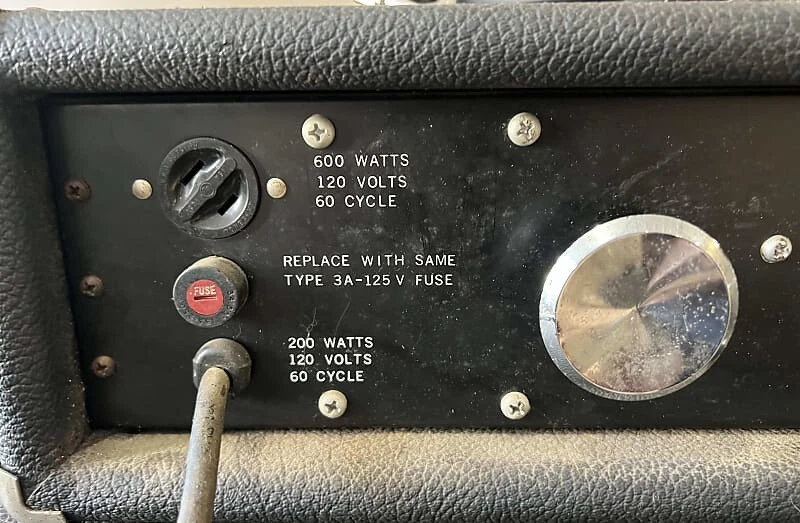 600 WATTS
120 VOLTS
60 CYCLE
REPLACE WITH SAME
TYPE 3A-125V FUSE
FUSE
200 WATTS
120 VOLTS
60 CYCLE